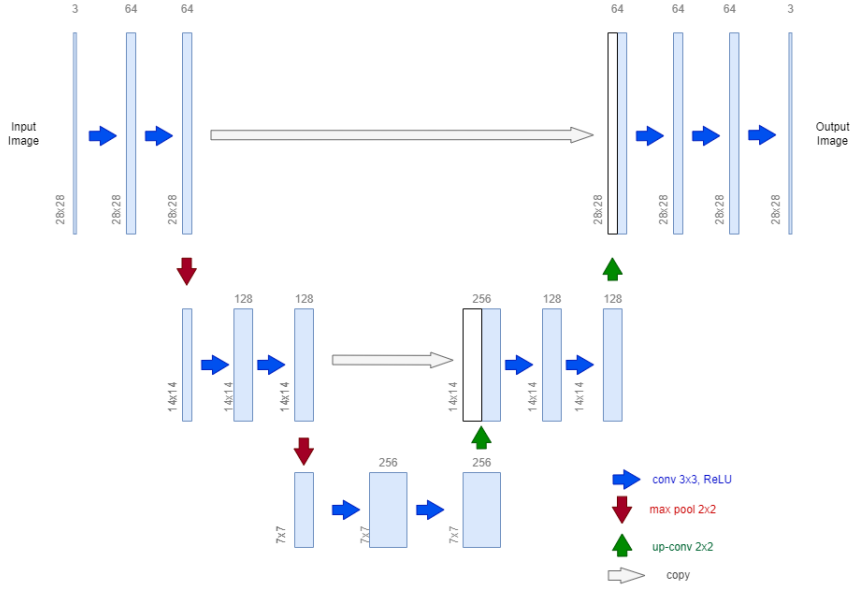 3
64
64
64
64
64
3
Input
Image
Output
Image
28x28
28x28
28x28
28x28
28x28
28x28
28x28
128
128
256
128
128
14x14
14x14
14x14
14x14
14x14
14x14
256
256
7x7
7x7
7x7
conv 3x3, ReLU
max pool 2x2
up-conv 2x2
copy